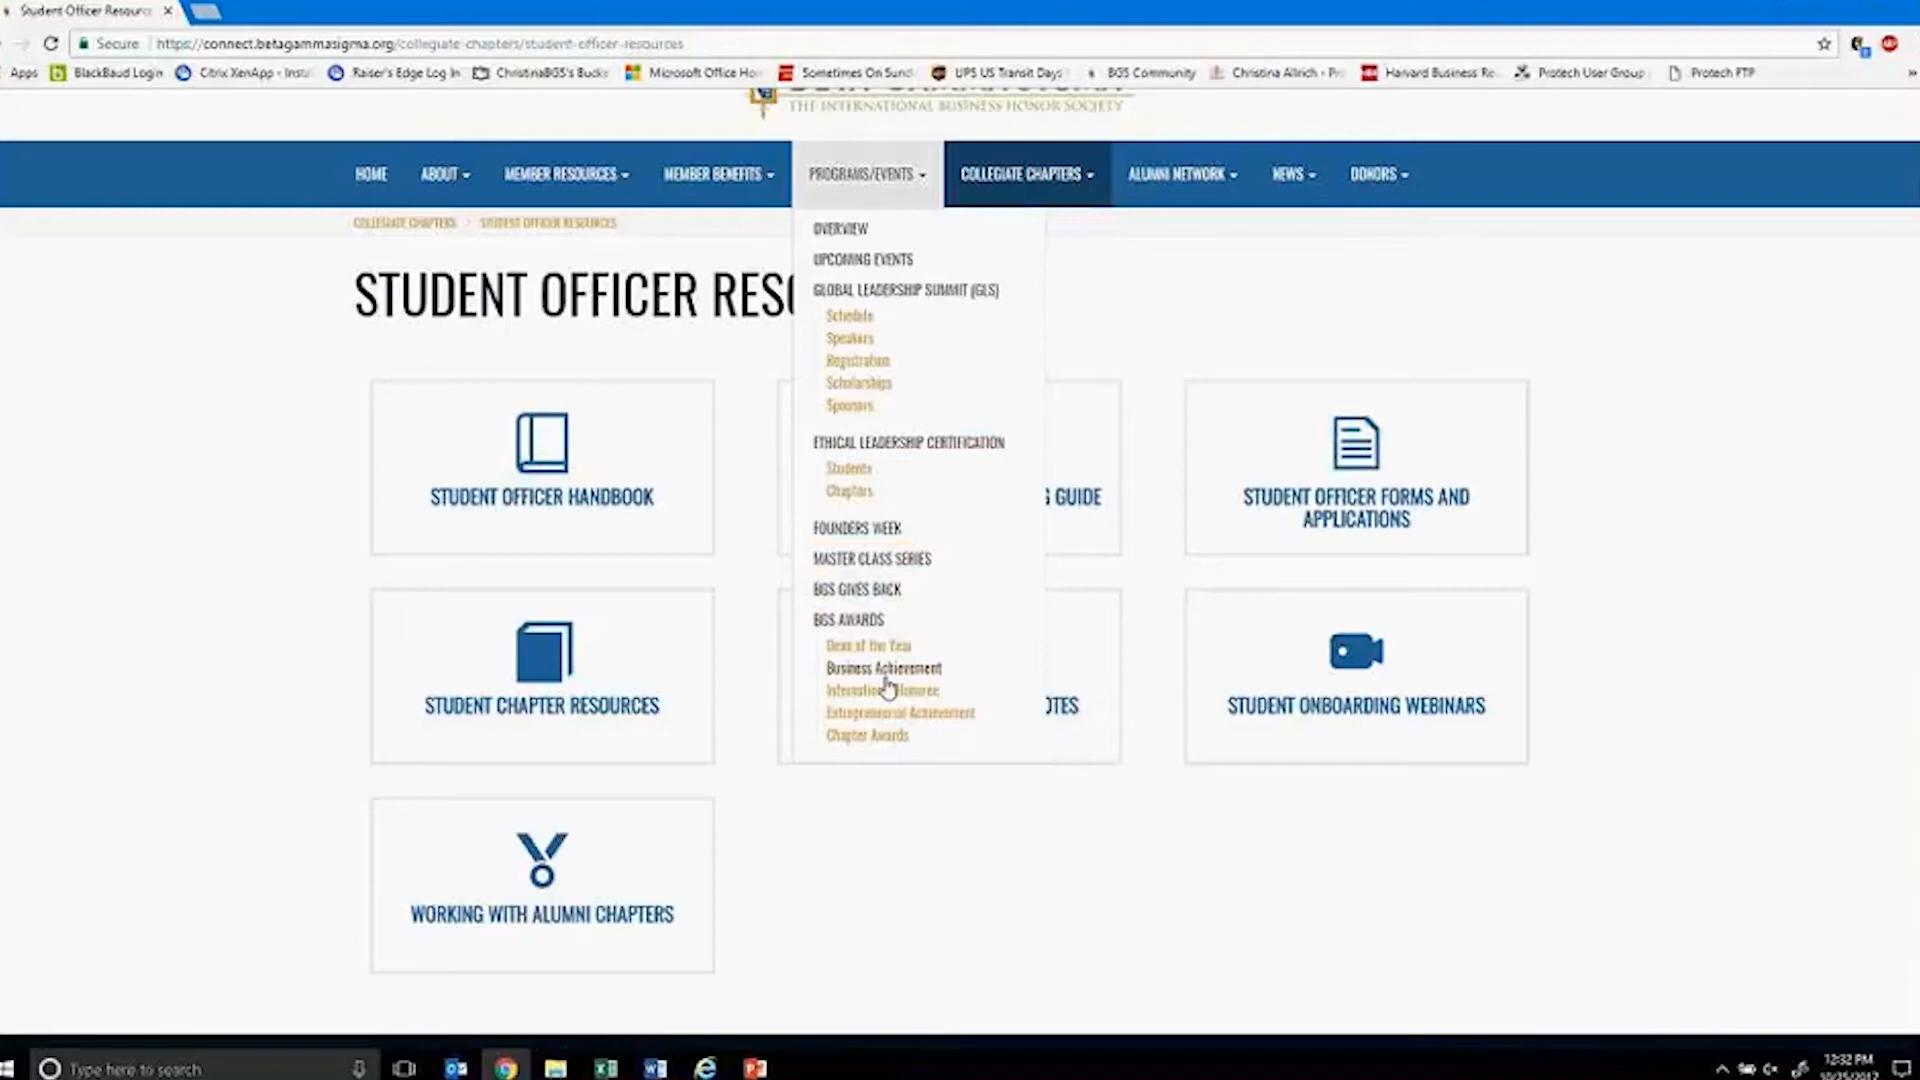 Student Officer Resourc
Secure https://connect.betagammasigma.org/collegiate-chapters/student-officer-resources
Apps BlackBaud Login Citrix XenApp - Insta Raiser's Edge Log In ChristinaBGS's Bucke Microsoft Office Ho Sometimes On Sund UPS US Transit Days BGS Community Christina Allrich - Pr Harvard Business Re Protech User Group Protech FTP »
THE INTERNATIONAL BUSINESS HONOR SOCIETY
HOME ABOUT MEMBER RESOURCES MEMBER BENEFITS PROGRAMS/EVENTS COLLEGIATE CHAPTERS ALUMNI NETWORK NEWS DONORS
COLLEGIATE CHAPTERS > STUDENT OFFICER RESOURCES
STUDENT OFFICER RES
OVERVIEW
UPCOMING EVENTS
GLOBAL LEADERSHIP SUMMIT (GLS)
Schedule
Speakers
Registration
Scholarships
Sponsors
ETHICAL LEADERSHIP CERTIFICATION
Students
Chapters
FOUNDERS WEEK
MASTER CLASS SERIES
BGS GIVES BACK
BGS AWARDS
Dean of the Year
Business Achievement
International Honoree
Entrepreneurial Achievement
Chapter Awards
STUDENT OFFICER HANDBOOK
GUIDE
STUDENT OFFICER FORMS AND
APPLICATIONS
STUDENT CHAPTER RESOURCES
OTES
STUDENT ONBOARDING WEBINARS
WORKING WITH ALUMNI CHAPTERS
Type here to search
12:32 PM
10/25/2017